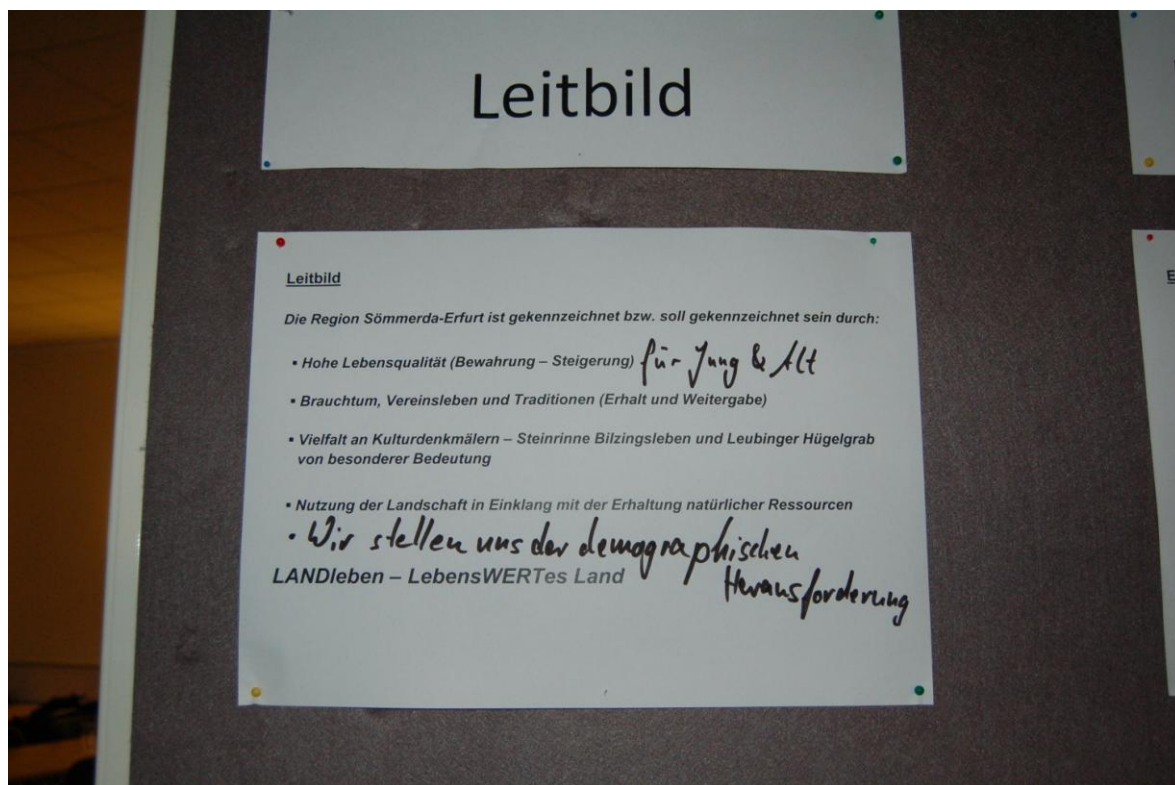 Leitbild
Leitbild
Die Region Sömmerda-Erfurt ist gekennzeichnet bzw. soll gekennzeichnet sein durch:
▪ Hohe Lebensqualität (Bewahrung – Steigerung) für Jung & Alt
▪ Brauchtum, Vereinsleben und Traditionen (Erhalt und Weitergabe)
▪ Vielfalt an Kulturdenkmälern – Steinrinne Bilzingsleben und Leubinger Hügelgrab
von besonderer Bedeutung
▪ Nutzung der Landschaft in Einklang mit der Erhaltung natürlicher Ressourcen
• Wir stellen uns der demographischen
Herausforderung
LANDleben – LebensWERTes Land
E